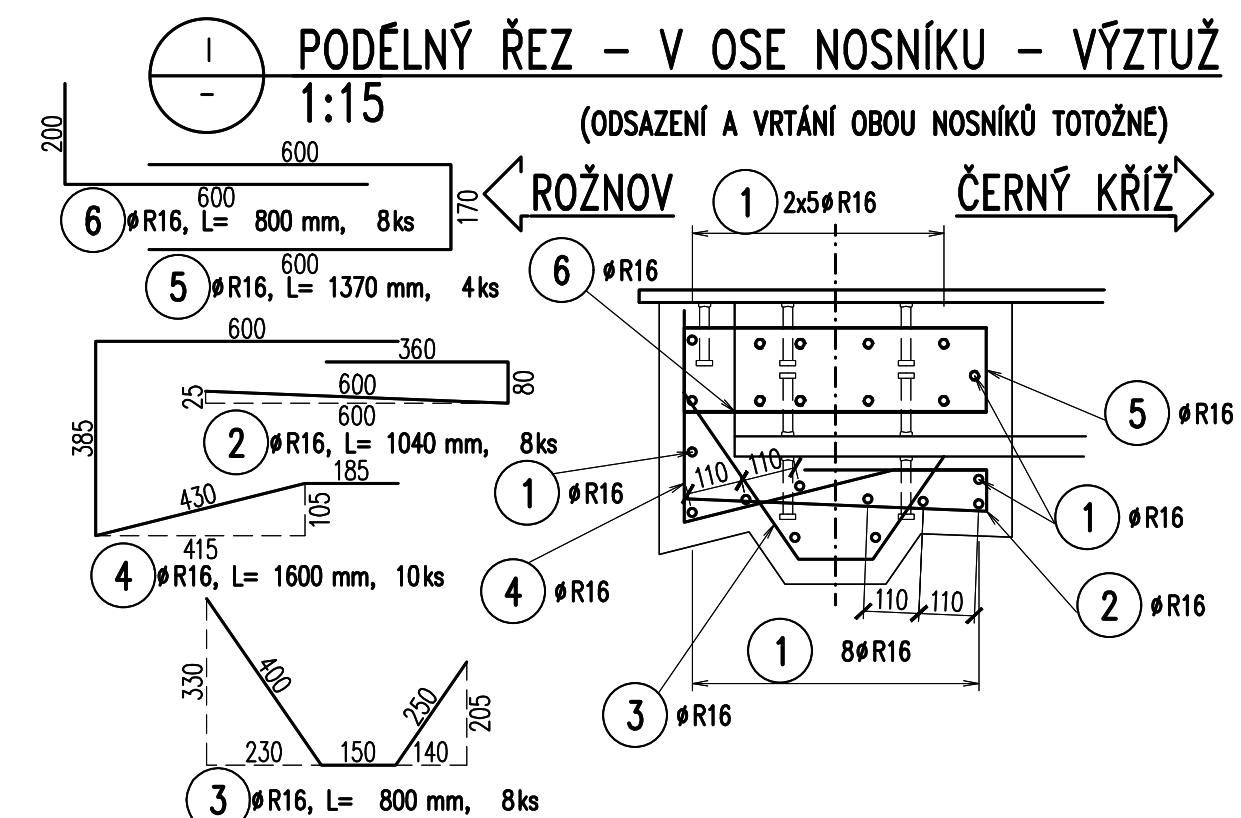 I
–
PODÉLNÝ ŘEZ – V OSE NOSNÍKU – VÝZTUŽ
1:15
(ODSAZENÍ A VRTÁNÍ OBOU NOSNÍKŮ TOTOŽNÉ)
ROŽNOV
ČERNÝ KŘÍŽ
200
600
6 øR16, L= 800 mm, 8ks
600
170
600
5 øR16, L= 1370 mm, 4ks
600
385
430
185
105
415
4 øR16, L= 1600 mm, 10ks
360
25
600
80
600
2 øR16, L= 1040 mm, 8ks
330
400
250
205
230
150
140
3 øR16, L= 800 mm, 8ks
1 2x5øR16
6 øR16
5 øR16
1 øR16
110
110
1 øR16
4 øR16
2 øR16
110
110
1 8øR16
3 øR16